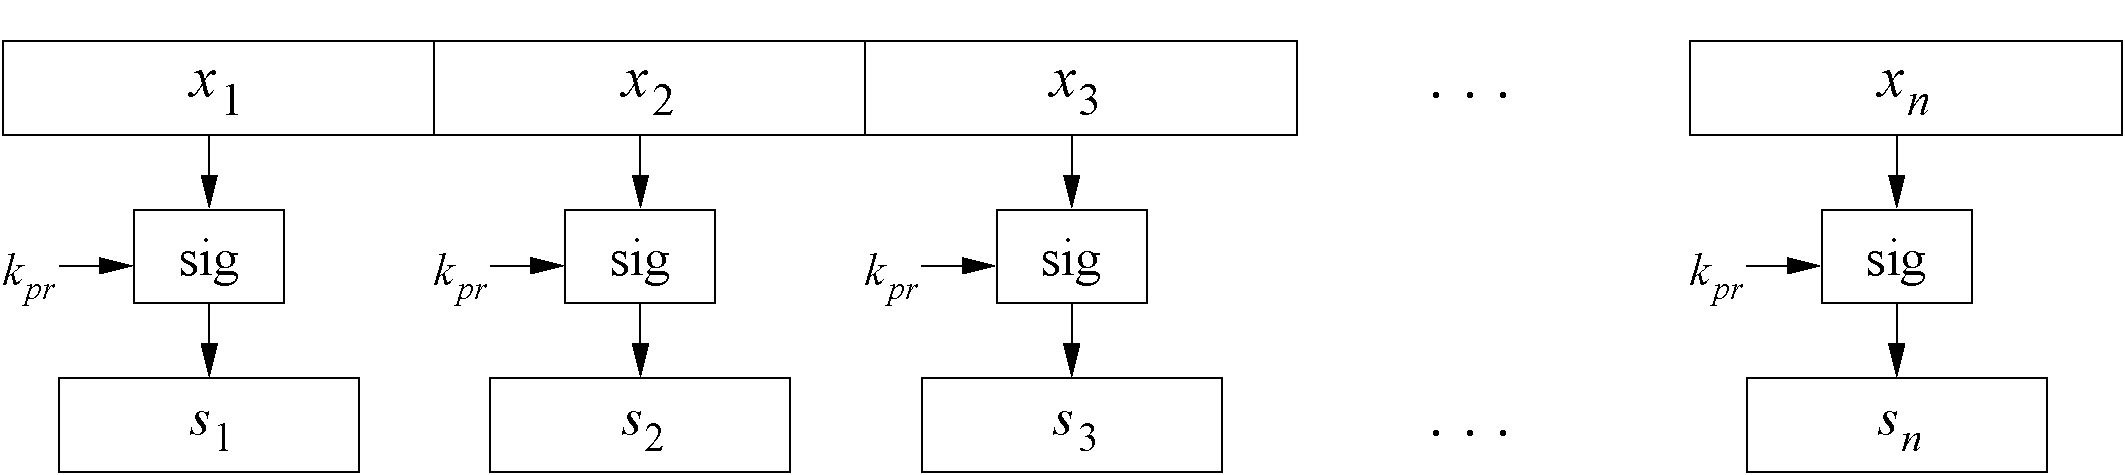 x1 x2 x3 . . . xn
kpr sig kpr sig kpr sig kpr sig
s1 s2 s3 . . . sn